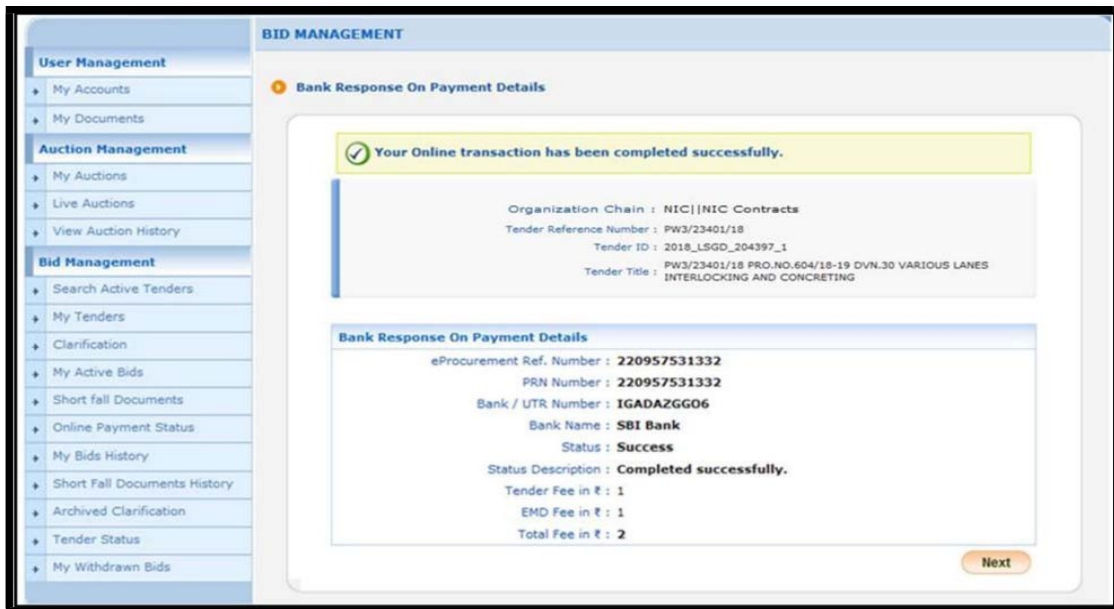 BID MANAGEMENT
User Management
My Accounts
My Documents
Auction Management
My Auctions
Live Auctions
View Auction History
Bid Management
Search Active Tenders
My Tenders
Clarification
My Active Bids
Short fall Documents
Online Payment Status
My Bids History
Short Fall Documents History
Archived Clarification
Tender Status
My Withdrawn Bids
Bank Response On Payment Details
Your Online transaction has been completed successfully.
Organization Chain : NIC||NIC Contracts
Tender Reference Number : PW3/23401/18
Tender ID : 2018_LSGD_204397_1
Tender Title : PW3/23401/18 PRO.NO.604/18-19 DVN.30 VARIOUS LANES
INTERLOCKING AND CONCRETING
Bank Response On Payment Details
eProcurement Ref. Number : 220957531332
PRN Number : 220957531332
Bank / UTR Number : IGADAZGGO6
Bank Name : SBI Bank
Status : Success
Status Description : Completed successfully.
Tender Fee in ₹ : 1
EMD Fee in ₹ : 1
Total Fee in ₹ : 2
Next